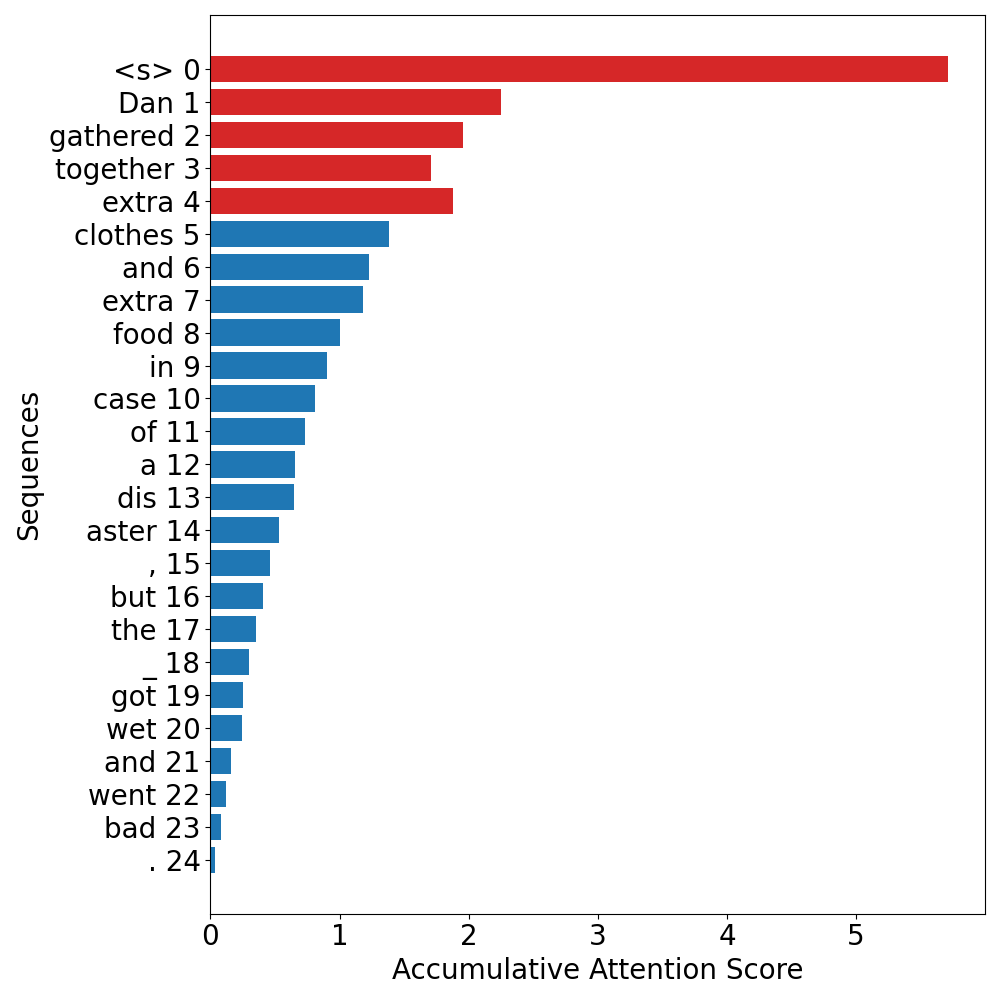 <s> 0
Dan 1
gathered 2
together 3
extra 4
clothes 5
and 6
extra 7
food 8
in 9
case 10
of 11
a 12
dis 13
aster 14
, 15
but 16
the 17
_ 18
got 19
wet 20
and 21
went 22
bad 23
. 24
Sequences
0 1 2 3 4 5
Accumulative Attention Score